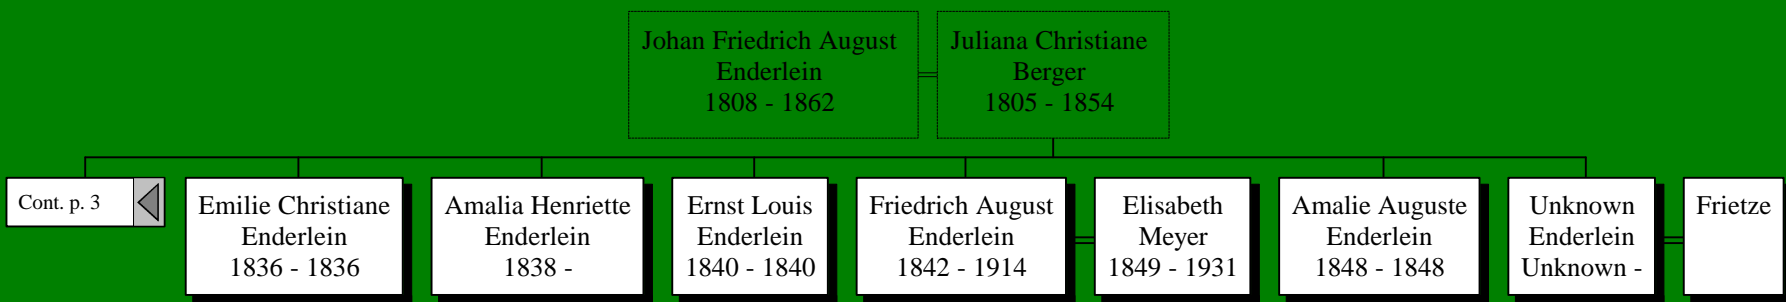 Johan Friedrich August
Enderlein
1808 - 1862
Juliana Christiane
Berger
1805 - 1854
Cont. p. 3
Emilie Christiane
Enderlein
1836 - 1836
Amalia Henriette
Enderlein
1838 -
Ernst Louis
Enderlein
1840 - 1840
Friedrich August
Enderlein
1842 - 1914
Elisabeth
Meyer
1849 - 1931
Amalie Auguste
Enderlein
1848 - 1848
Unknown
Enderlein
Unknown -
Frietze